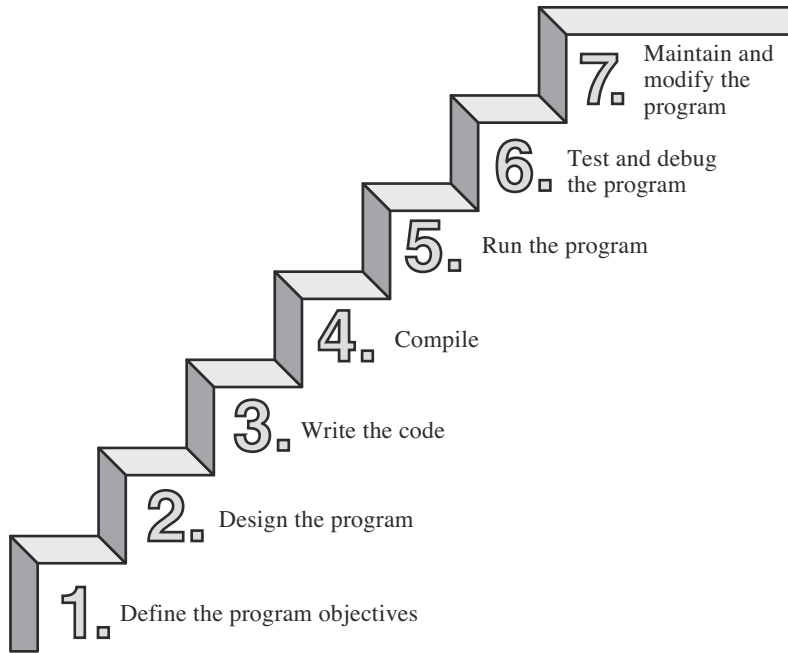 7. Maintain and
modify the
program
6. Test and debug
the program
5. Run the program
4. Compile
3. Write the code
2. Design the program
1. Define the program objectives